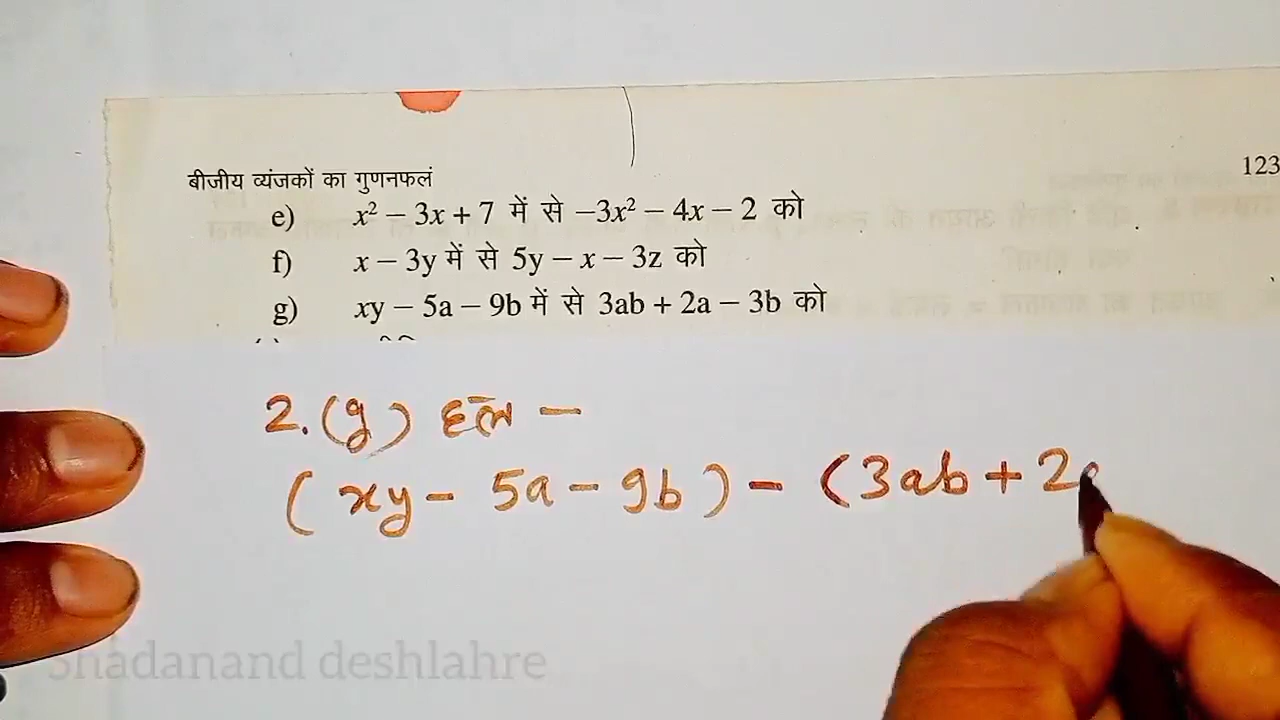 बीजीय व्यंजकों का गुणनफलं
123
e) x² − 3x + 7 में से −3x² − 4x − 2 को
f) x − 3y में से 5y − x − 3z को
g) xy − 5a − 9b में से 3ab + 2a − 3b को
2.(g) हल −
(xy − 5a − 9b) − (3ab + 2
Shadanand deshlahre